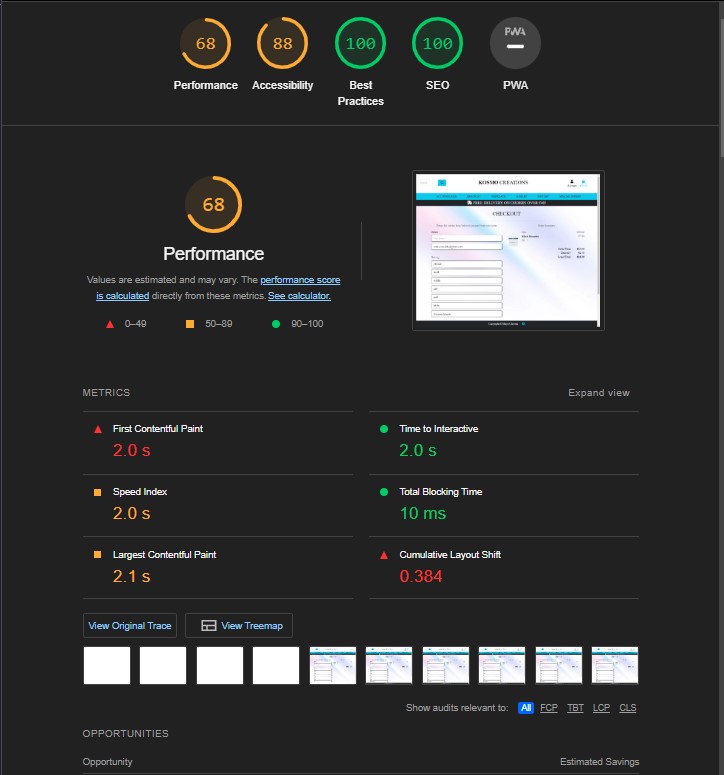 68
88
100
100
PWA
Performance
Accessibility
Best
Practices
SEO
PWA
68
Performance
Values are estimated and may vary. The performance score
is calculated directly from these metrics. See calculator.
0–49
50–89
90–100
KOSMO CREATIONS
FREE DELIVERY ON ORDERS OVER
CHECKOUT
METRICS
Expand view
First Contentful Paint
2.0 s
Time to Interactive
2.0 s
Speed Index
2.0 s
Total Blocking Time
10 ms
Largest Contentful Paint
2.1 s
Cumulative Layout Shift
0.384
View Original Trace
View Treemap
Show audits relevant to: All FCP TBT LCP CLS
OPPORTUNITIES
Opportunity
Estimated Savings